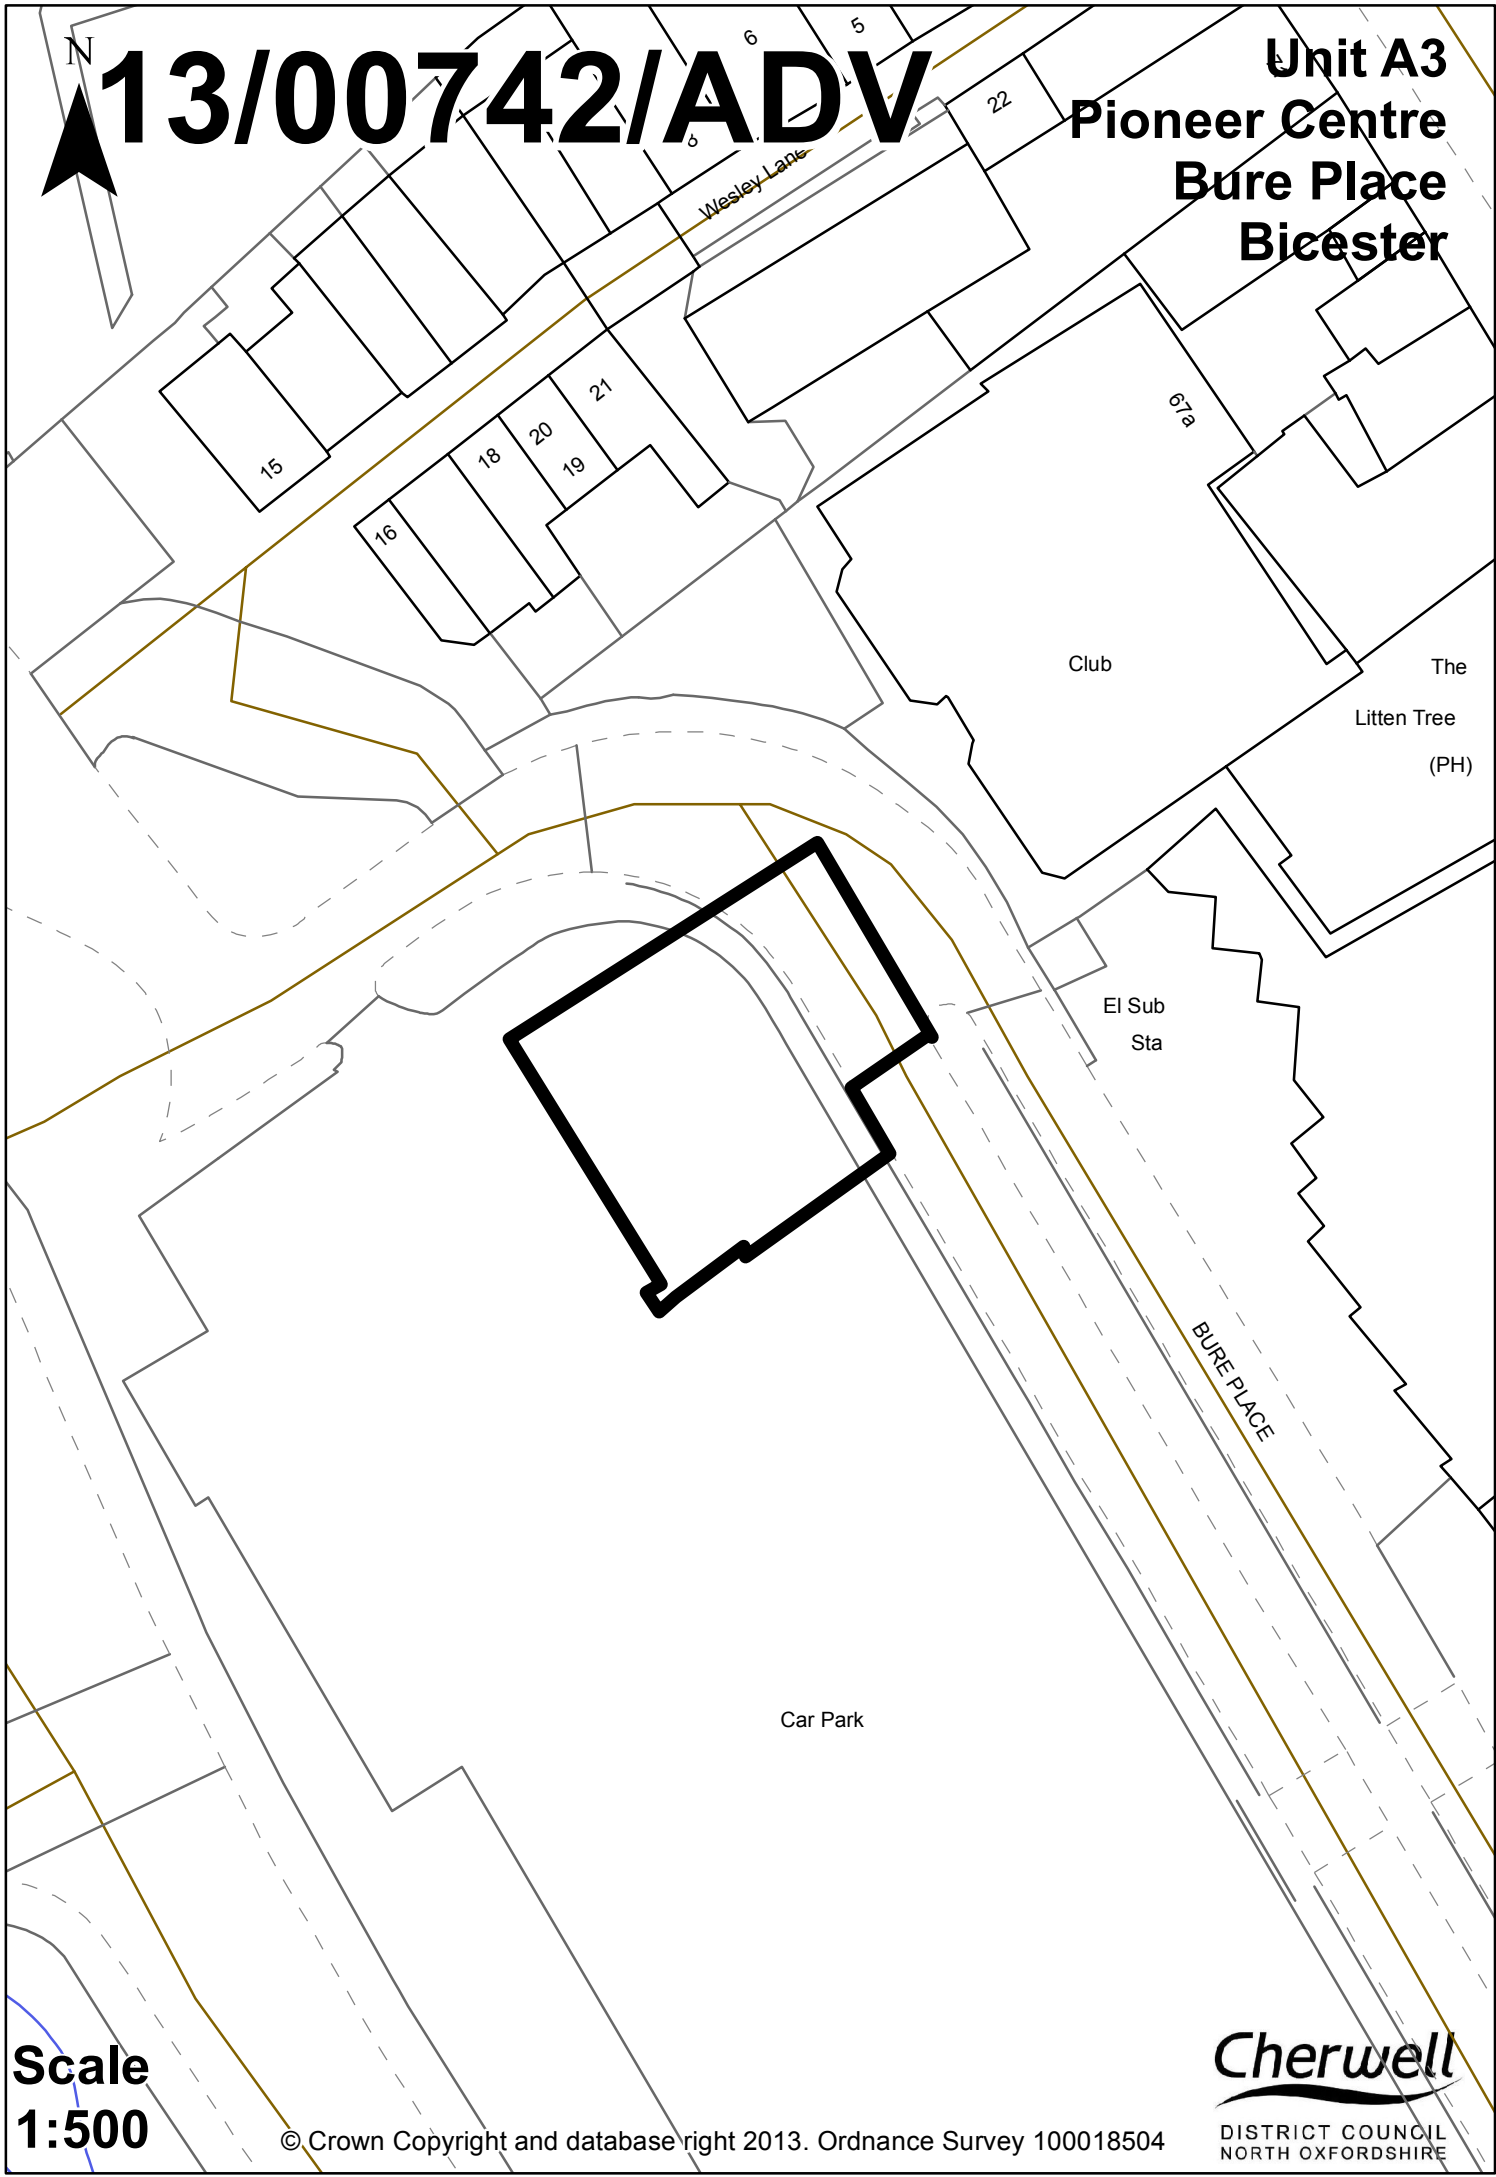 N
13/00742/ADV
Unit A3
Pioneer Centre
Bure Place
Bicester
6
5
22
8
Wesley Lane
67a
21
20
19
18
16
15
Club
The
Litten Tree
(PH)
El Sub
Sta
BURE PLACE
Car Park
Scale
1:500
© Crown Copyright and database right 2013. Ordnance Survey 100018504
Cherwell
DISTRICT COUNCIL
NORTH OXFORDSHIRE